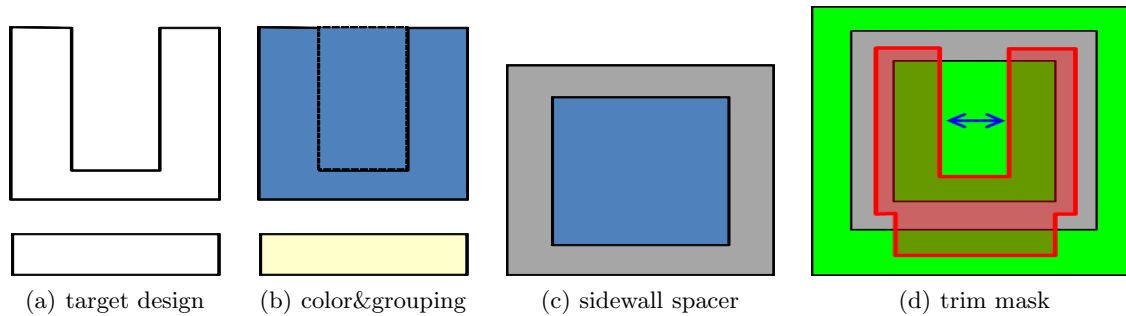 (a) target design (b) color&grouping (c) sidewall spacer (d) trim mask